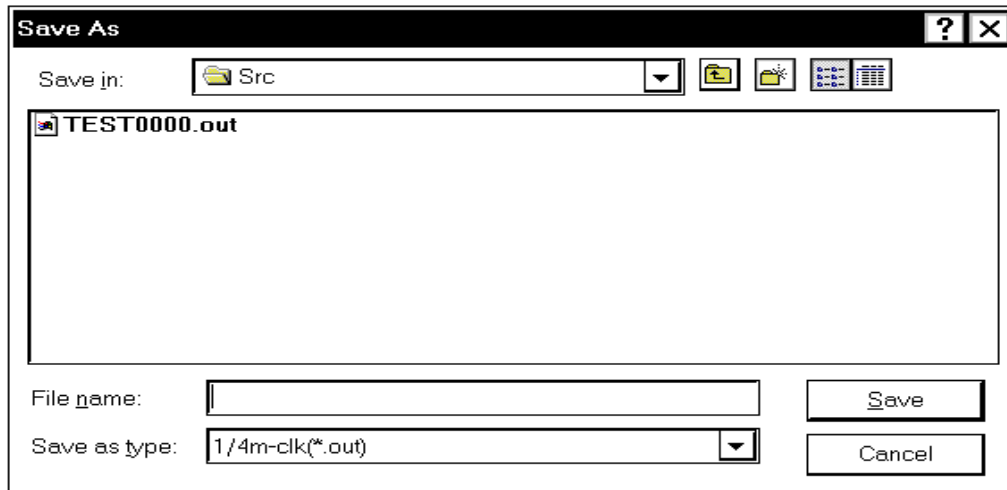 Save As
Save in: Src
TEST0000.out
File name:
Save
Save as type: 1/4m-clk(*.out)
Cancel